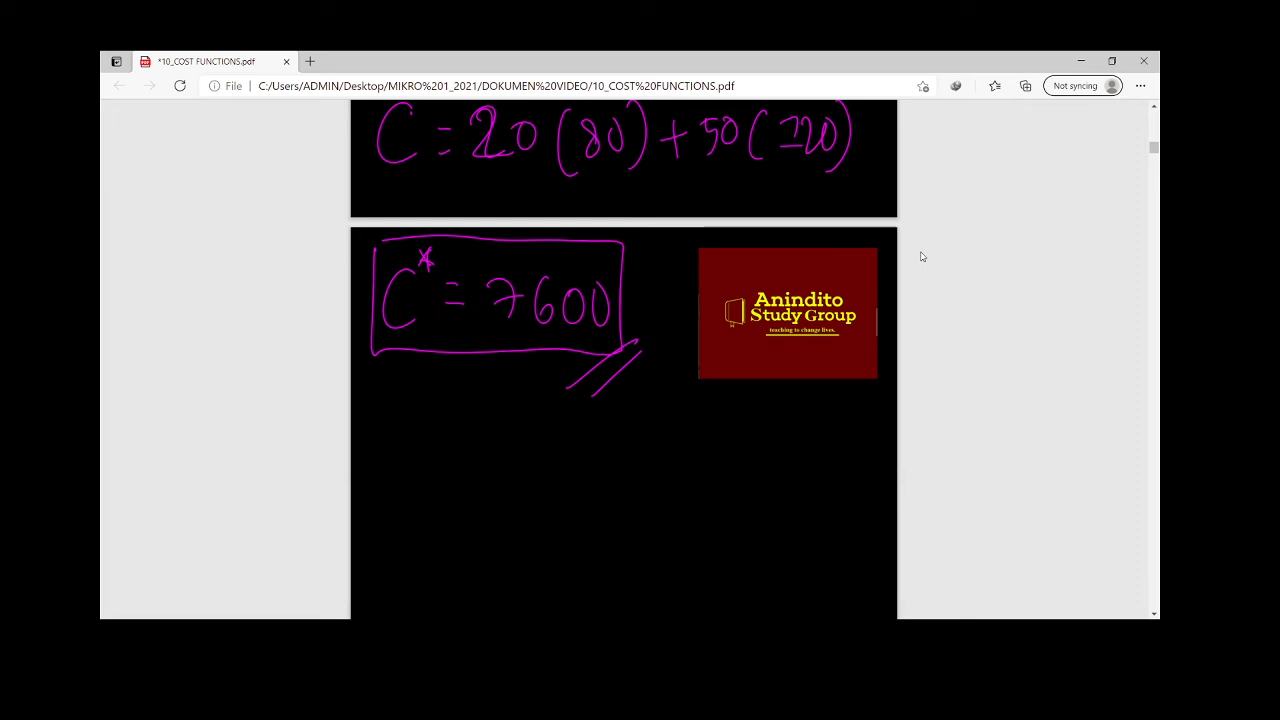 *10_COST FUNCTIONS.pdf
File C:/Users/ADMIN/Desktop/MIKRO%201_2021/DOKUMEN%20VIDEO/10_COST%20FUNCTIONS.pdf Not syncing
C = 20 (80) + 50 (120)
C* = 7600
Anindito
Study Group
teaching to change lives.